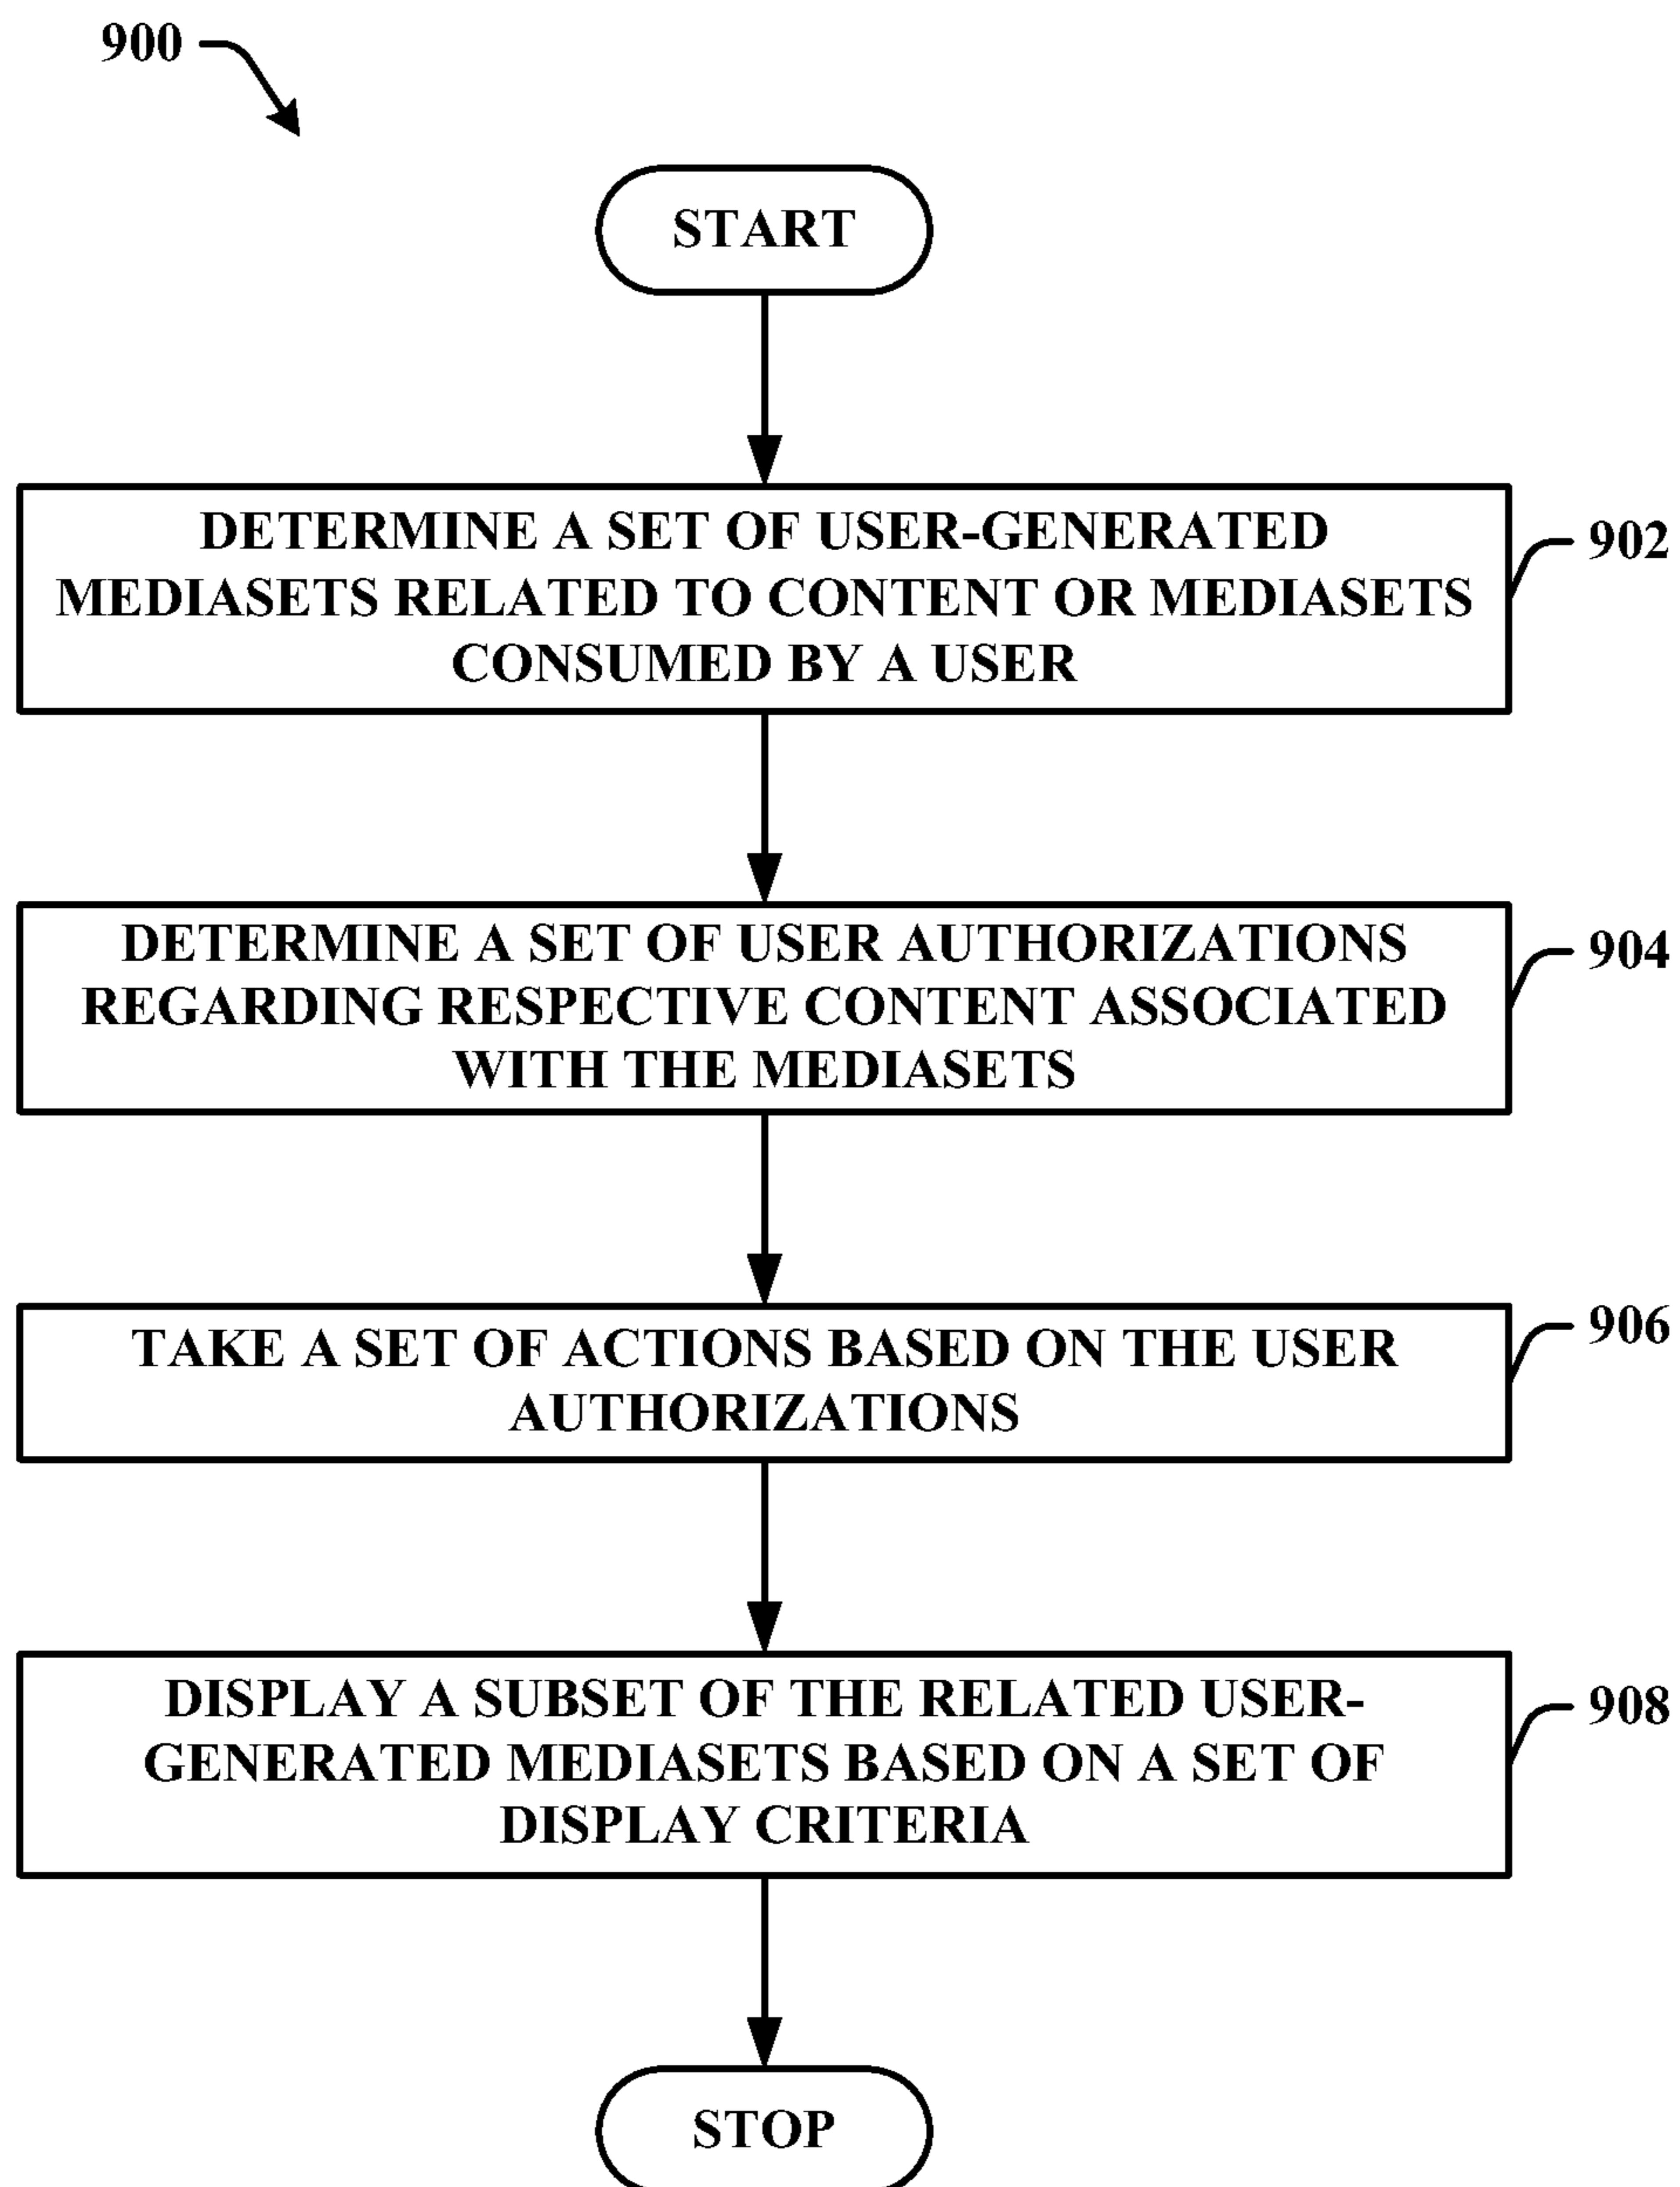 900
START
DETERMINE A SET OF USER-GENERATED
MEDIASETS RELATED TO CONTENT OR MEDIASETS
CONSUMED BY A USER
902
DETERMINE A SET OF USER AUTHORIZATIONS
REGARDING RESPECTIVE CONTENT ASSOCIATED
WITH THE MEDIASETS
904
TAKE A SET OF ACTIONS BASED ON THE USER
AUTHORIZATIONS
906
DISPLAY A SUBSET OF THE RELATED USER-
GENERATED MEDIASETS BASED ON A SET OF
DISPLAY CRITERIA
908
STOP